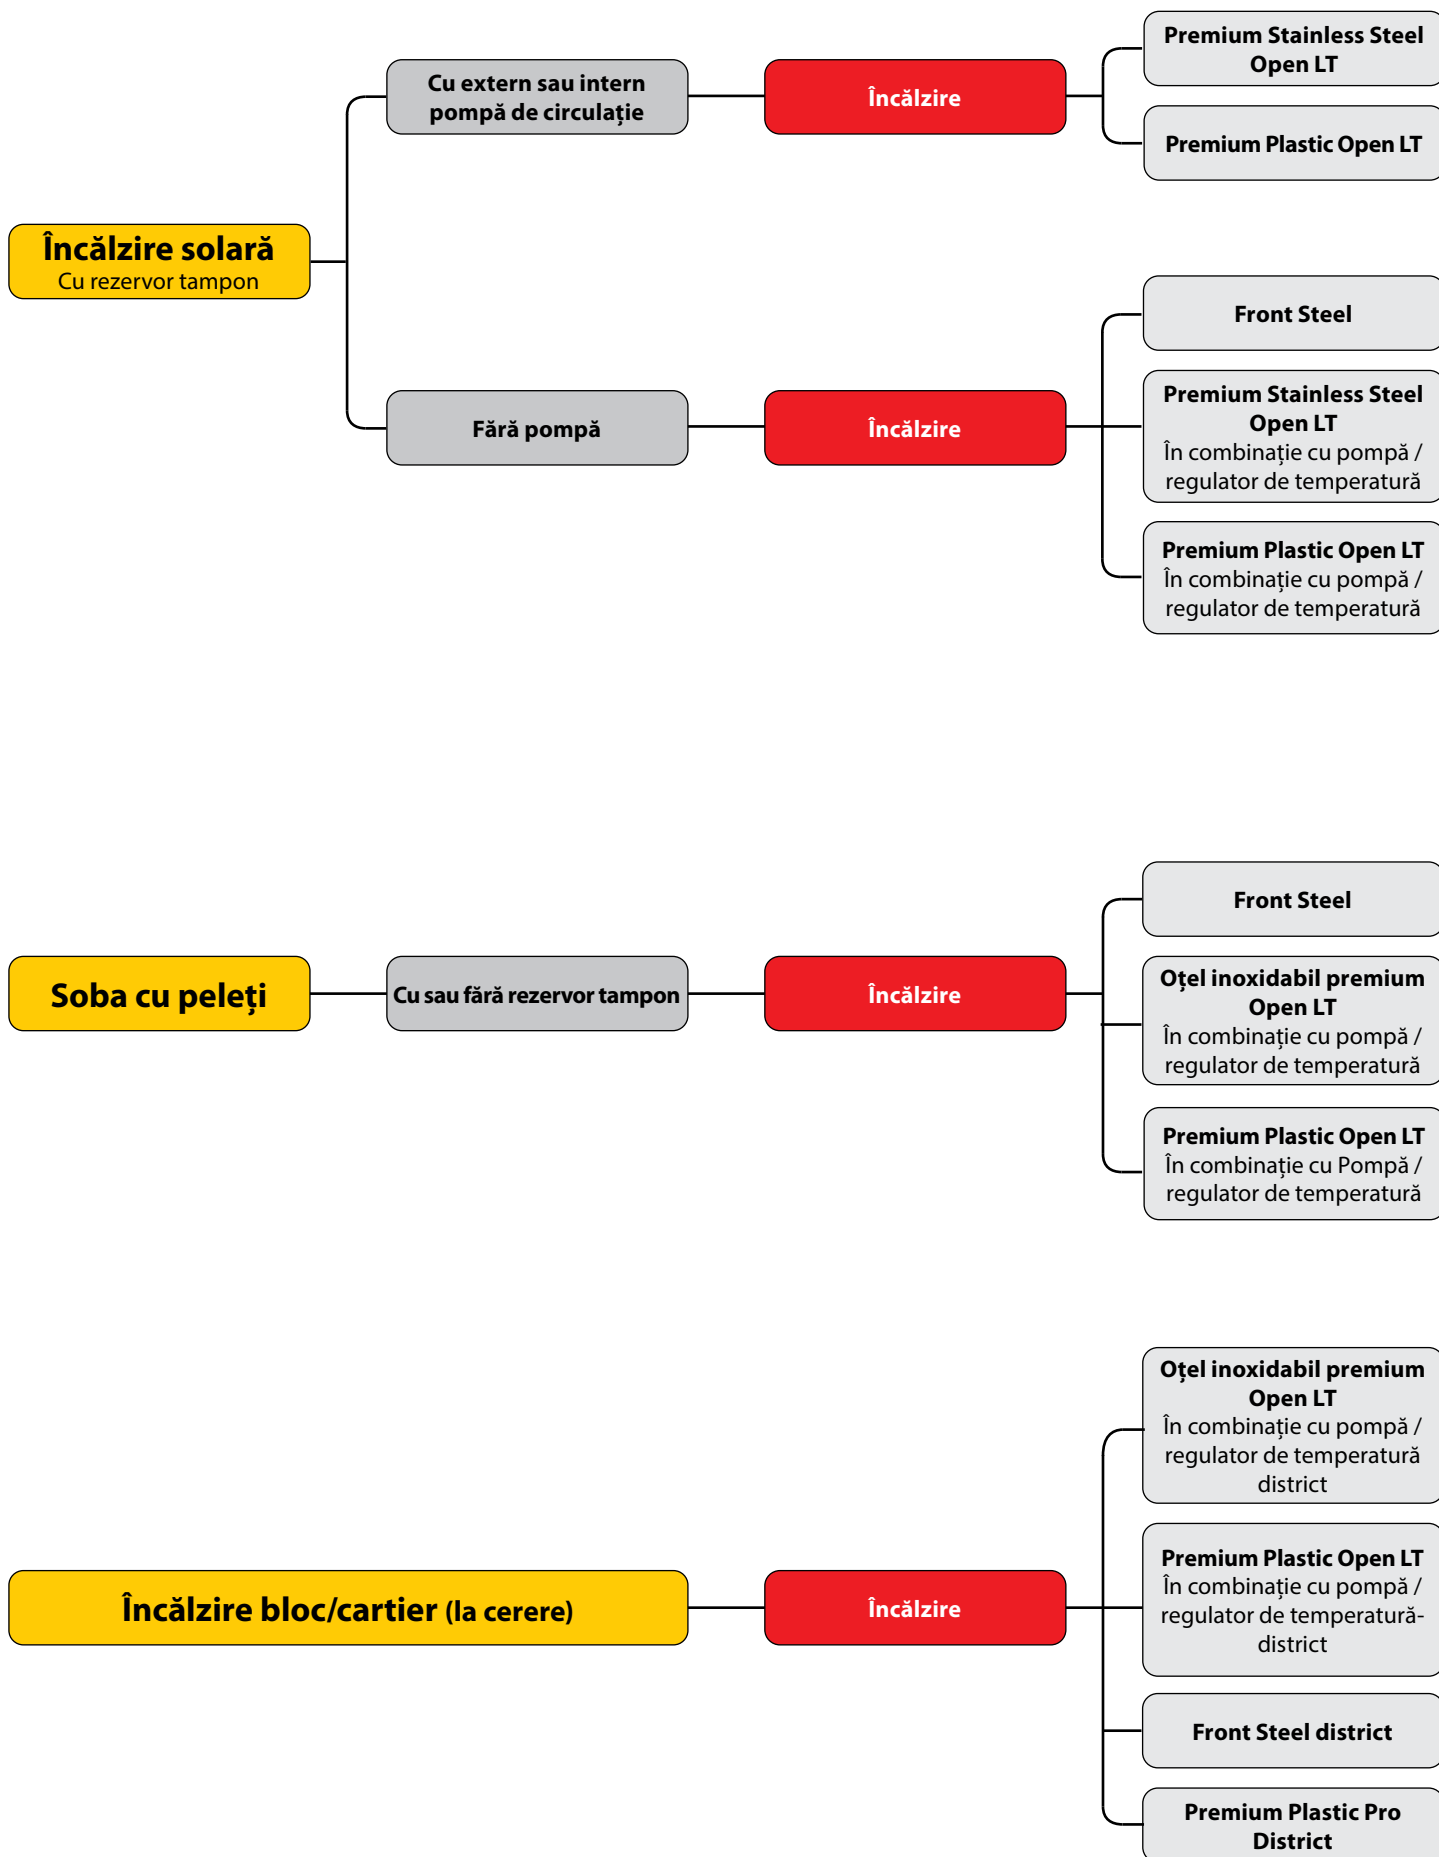 Încălzire solară
Cu rezervor tampon
Cu extern sau intern
pompă de circulație
Încălzire
Premium Stainless Steel
Open LT
Premium Plastic Open LT
Fără pompă
Încălzire
Front Steel
Premium Stainless Steel
Open LT
În combinație cu pompă /
regulator de temperatură
Premium Plastic Open LT
În combinație cu pompă /
regulator de temperatură
Soba cu peleți
Cu sau fără rezervor tampon
Încălzire
Front Steel
Oțel inoxidabil premium
Open LT
În combinație cu pompă /
regulator de temperatură
Premium Plastic Open LT
În combinație cu Pompă /
regulator de temperatură
Încălzire bloc/cartier (la cerere)
Încălzire
Oțel inoxidabil premium
Open LT
În combinație cu pompă /
regulator de temperatură
district
Premium Plastic Open LT
În combinație cu pompă /
regulator de temperatură-
district
Front Steel district
Premium Plastic Pro
District